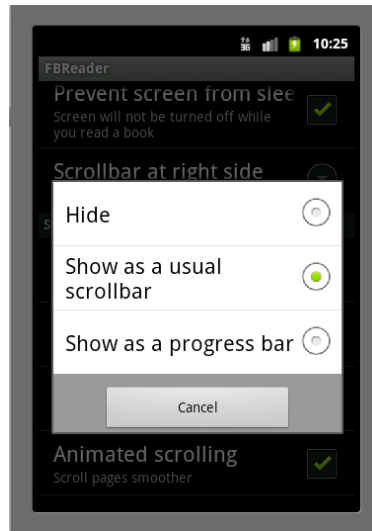 3G 10:25
FBReader
Prevent screen from slee
Screen will not be turned off while
you read a book
Scrollbar at right side
S
Hide
Show as a usual
scrollbar
Show as a progress bar
Cancel
Animated scrolling
Scroll pages smoother